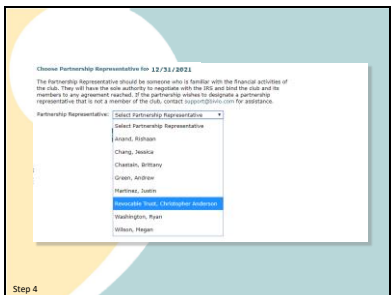 Choose Partnership Representative for 12/31/2021
The Partnership Representative should be someone who is familiar with the financial activities of
the club. They will have the sole authority to negotiate with the IRS and bind the club and its
members to any agreement reached. If the partnership wishes to designate a partnership
representative that is not a member of the club, contact support@bivio.com for assistance.
Partnership Representative: Select Partnership Representative
Select Partnership Representative
Anand, Rishaan
Chang, Jessica
Chastain, Brittany
Green, Andrew
Martinez, Justin
Revocable Trust, Christopher Anderson
Washington, Ryan
Wilson, Megan
Step 4